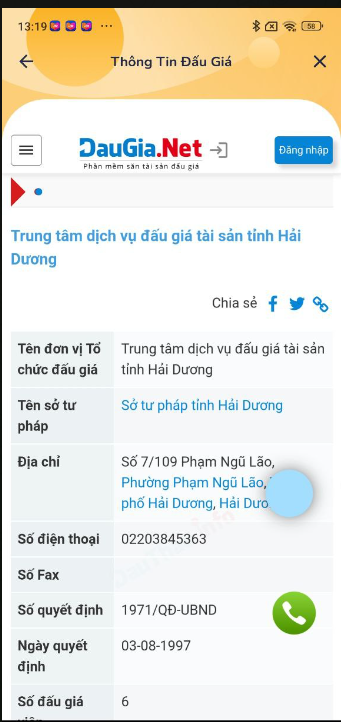 13:19
58
Thông Tin Đấu Giá
DauGia.Net
Phần mềm săn tài sản đấu giá
Đăng nhập
Trung tâm dịch vụ đấu giá tài sản tỉnh Hải
Dương
Chia sẻ
Tên đơn vị Tổ
chức đấu giá
Trung tâm dịch vụ đấu giá tài sản
tỉnh Hải Dương
Tên sở tư
pháp
Sở tư pháp tỉnh Hải Dương
Địa chỉ
Số 7/109 Phạm Ngũ Lão,
Phường Phạm Ngũ Lão,
phố Hải Dương, Hải
Số điện thoại
02203845363
Số Fax
Số quyết định
1971/QĐ-UBND
Ngày quyết
định
03-08-1997
Số đấu giá
viên
6